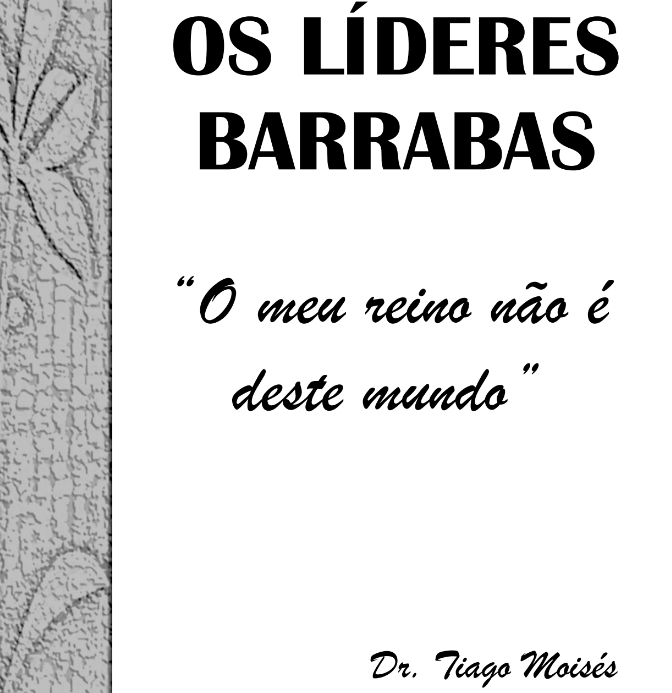 OS LÍDERES
BARRABAS
“O meu reino não é
deste mundo”
Dr. Tiago Moisés